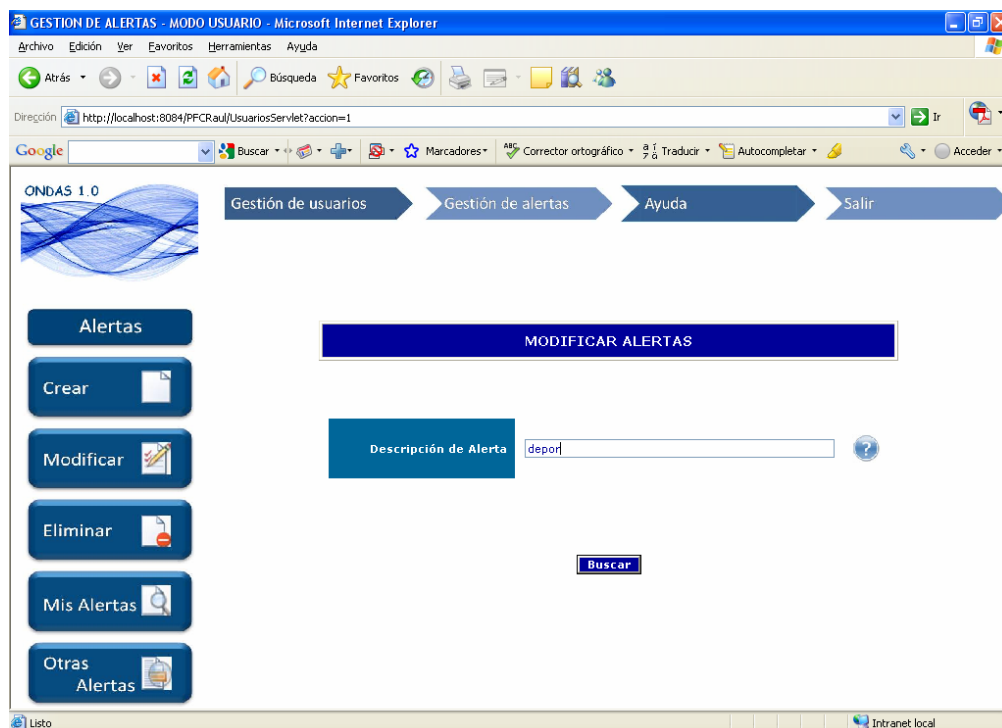 GESTION DE ALERTAS - MODO USUARIO - Microsoft Internet Explorer
Archivo Edición Ver Favoritos Herramientas Ayuda
Atrás Búsqueda Favoritos
Dirección http://localhost:8084/PFCRaul/UsuariosServlet?accion=1 Ir
Google Buscar Marcadores ABC Corrector ortográfico Traducir Autocompletar Acceder
ONDAS 1.0
Gestión de usuarios Gestión de alertas Ayuda Salir
Alertas
MODIFICAR ALERTAS
Crear
Descripción de Alerta depor ?
Modificar
Eliminar
Buscar
Mis Alertas
Otras
Alertas
Listo Intranet local